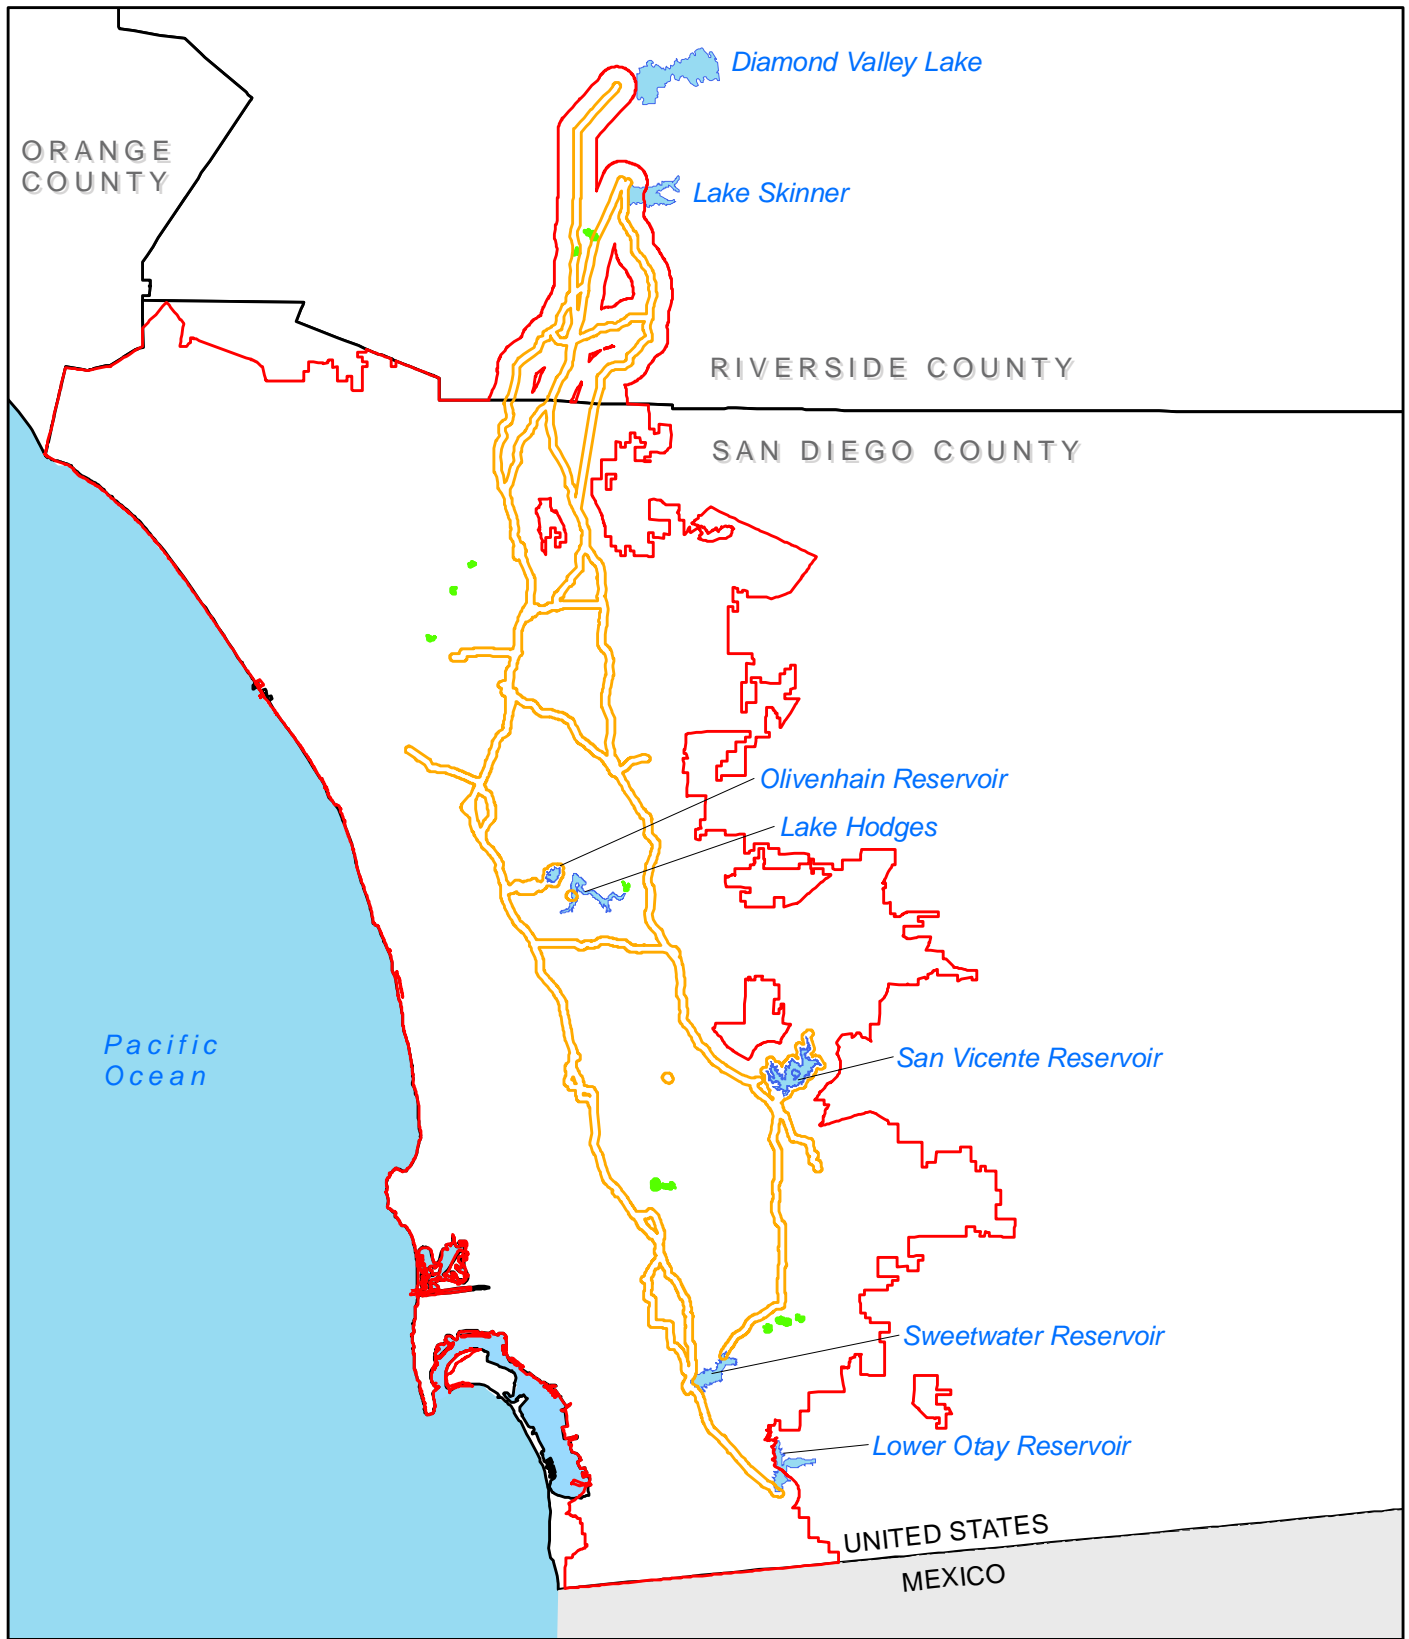 Diamond Valley Lake
ORANGE
COUNTY
Lake Skinner
RIVERSIDE COUNTY
SAN DIEGO COUNTY
Olivenhain Reservoir
Lake Hodges
Pacific
Ocean
San Vicente Reservoir
Sweetwater Reservoir
Lower Otay Reservoir
UNITED STATES
MEXICO